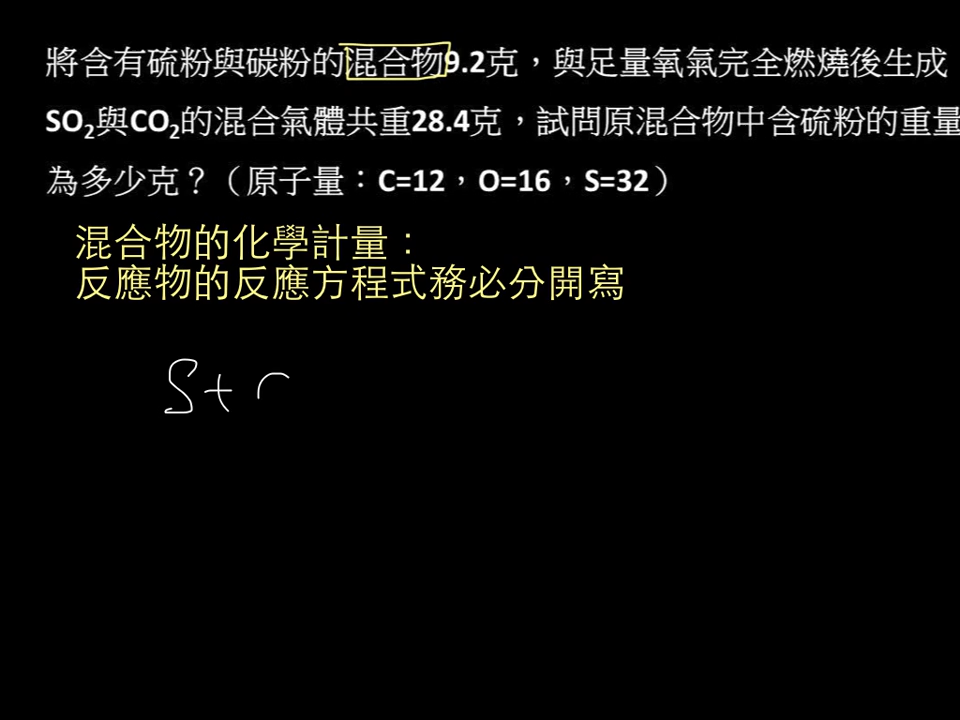 將含有硫粉與碳粉的混合物9.2克，與足量氧氣完全燃燒後生成
SO₂與CO₂的混合氣體共重28.4克，試問原混合物中含硫粉的重量
為多少克？（原子量：C=12，O=16，S=32）
混合物的化學計量：
反應物的反應方程式務必分開寫
S+